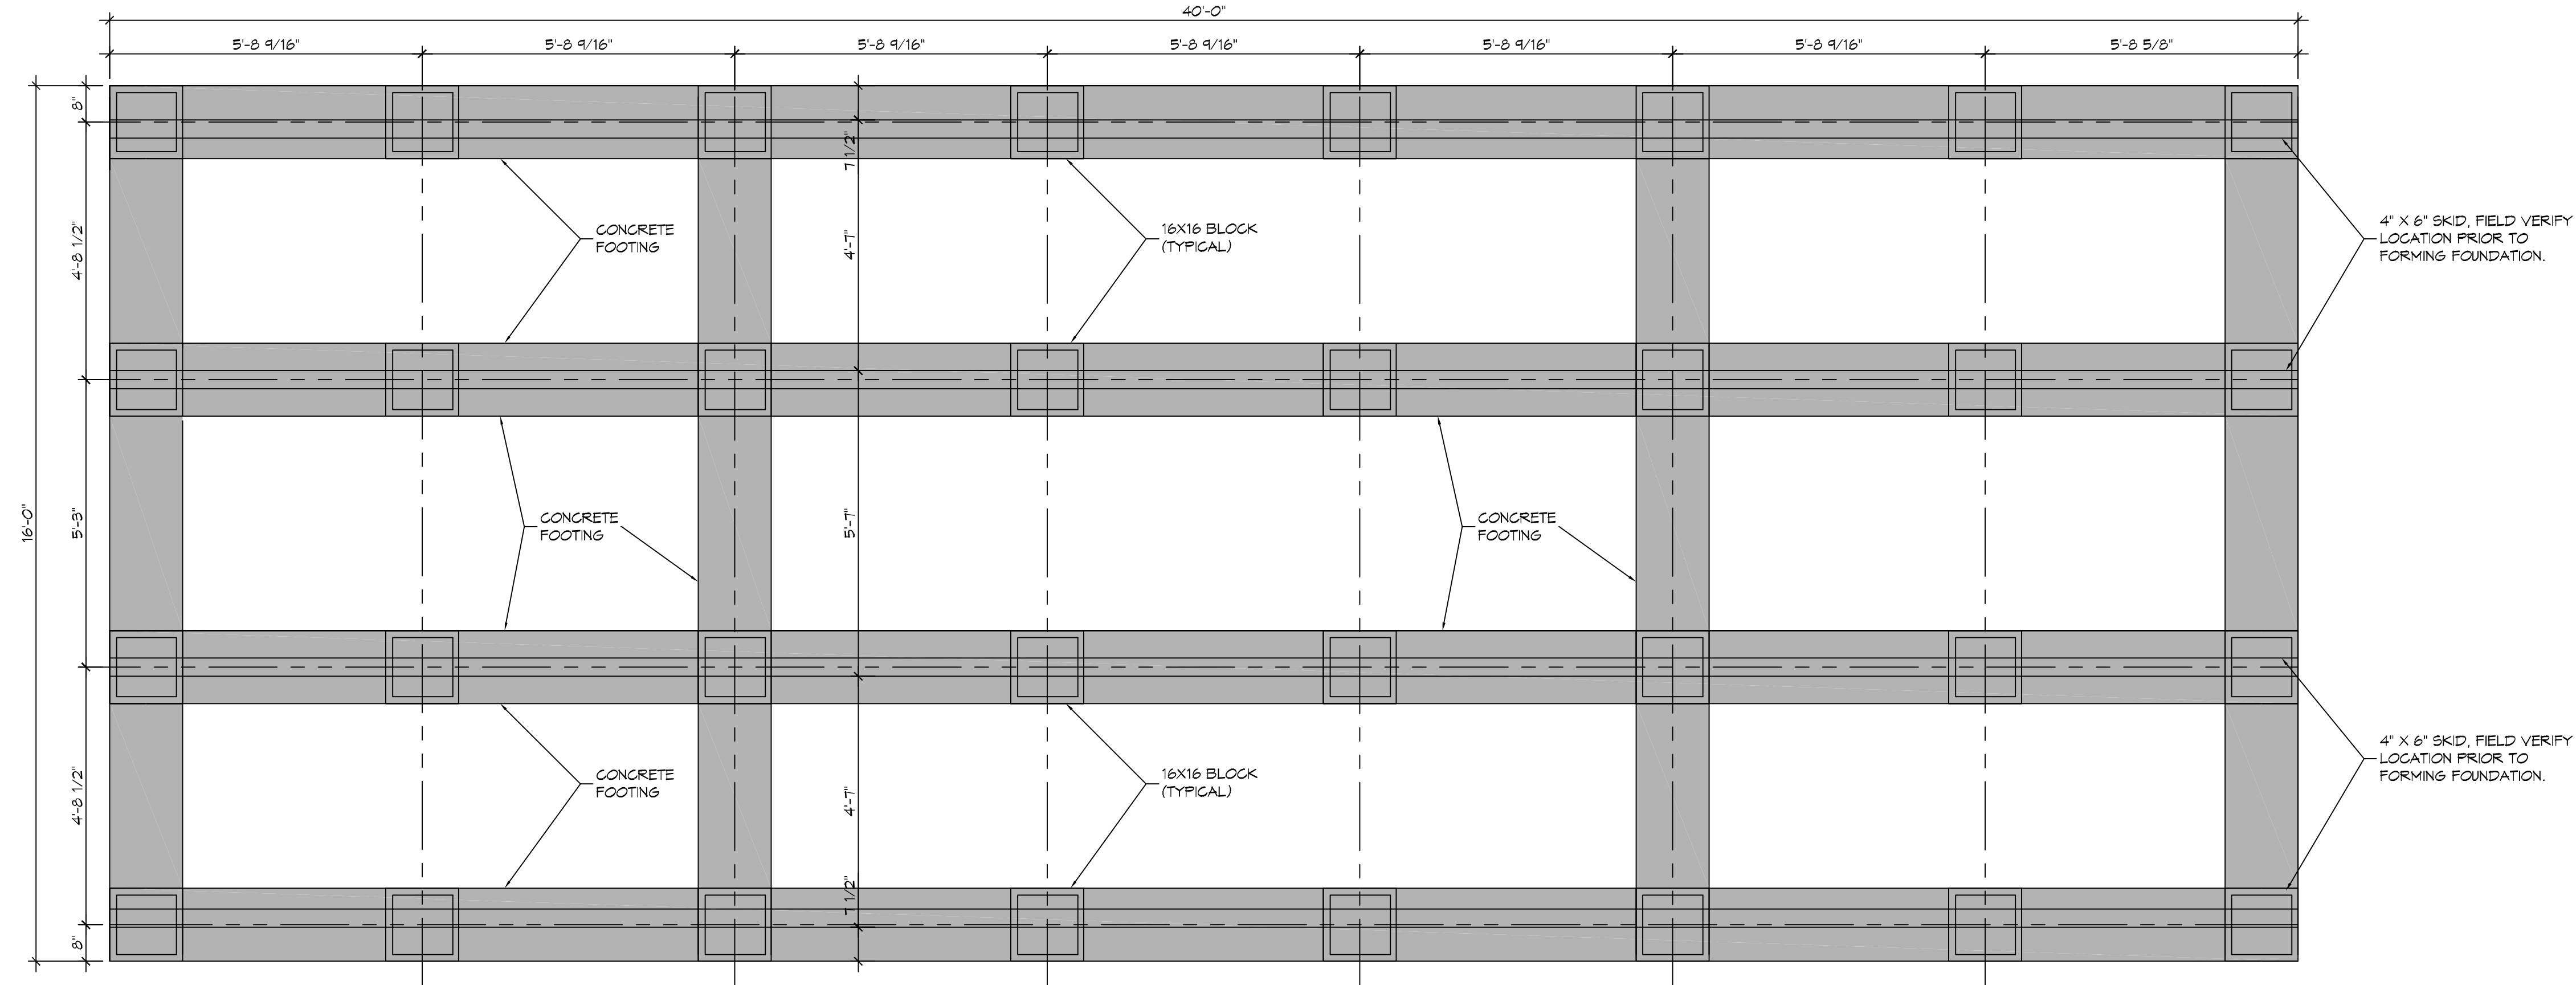 40'-0"
5'-8 9/16"
5'-8 9/16"
5'-8 9/16"
5'-8 9/16"
5'-8 9/16"
5'-8 9/16"
5'-8 5/8"
8"
7 1/2"
4'-8 1/2"
4'-7"
CONCRETE
FOOTING
16X16 BLOCK
(TYPICAL)
4" X 6" SKID, FIELD VERIFY
LOCATION PRIOR TO
FORMING FOUNDATION.
16'-0"
5'-3"
5'-7"
CONCRETE
FOOTING
CONCRETE
FOOTING
4'-8 1/2"
4'-7"
CONCRETE
FOOTING
16X16 BLOCK
(TYPICAL)
4" X 6" SKID, FIELD VERIFY
LOCATION PRIOR TO
FORMING FOUNDATION.
7 1/2"
8"